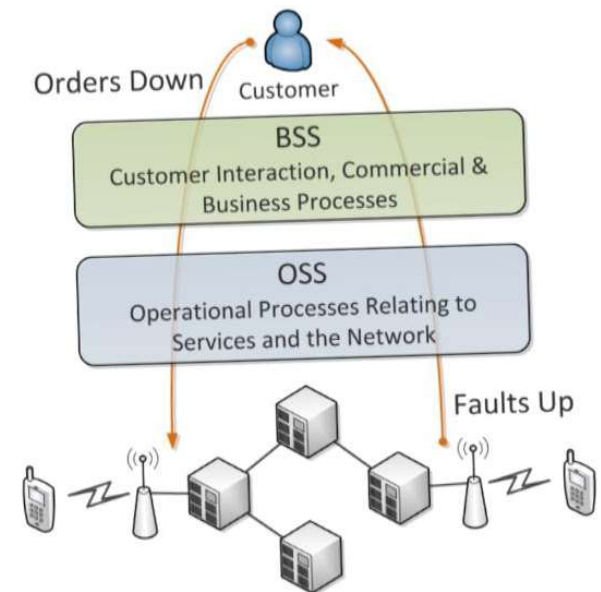 Orders Down
Customer
BSS
Customer Interaction, Commercial &
Business Processes
OSS
Operational Processes Relating to
Services and the Network
Faults Up